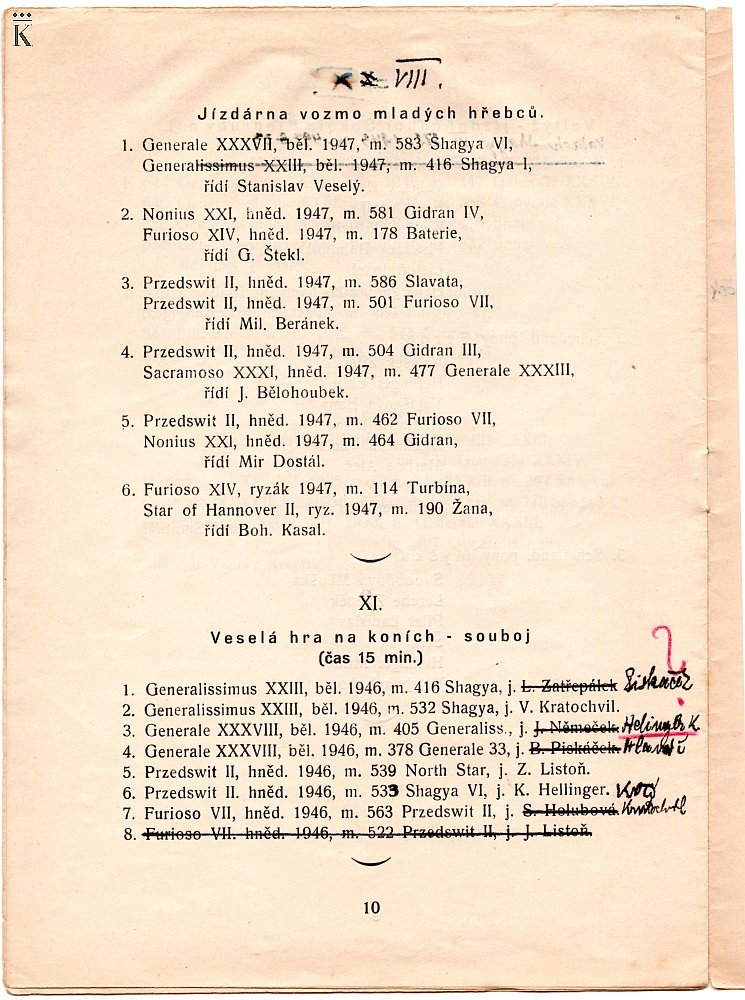 K
VIII.
Jízdárna vozmo mladých hřebců.
1. Generale XXXVII, běl. 1947, m. 583 Shagya VI,
Generalissimus XXIII, běl. 1947, m. 416 Shagya I,
řídí Stanislav Veselý.
2. Nonius XXI, hněd. 1947, m. 581 Gidran IV,
Furioso XIV, hněd. 1947, m. 178 Baterie,
řídí G. Štekl.
3. Przedswit II, hněd. 1947, m. 586 Slavata,
Przedswit II, hněd. 1947, m. 501 Furioso VII,
řídí Mil. Beránek.
4. Przedswit II, hněd. 1947, m. 504 Gidran III,
Sacramoso XXXI, hněd. 1947, m. 477 Generale XXXIII,
řídí J. Bělohoubek.
5. Przedswit II, hněd. 1947, m. 462 Furioso VII,
Nonius XXI, hněd. 1947, m. 464 Gidran,
řídí Mir Dostál.
6. Furioso XIV, ryzák 1947, m. 114 Turbína,
Star of Hannover II, ryz. 1947, m. 190 Žana,
řídí Boh. Kasal.
XI.
Veselá hra na koních - souboj
(čas 15 min.)
1. Generalissimus XXIII, běl. 1946, m. 416 Shagya, j. L. Zatřepálek Piskáček
2. Generalissimus XXIII, běl. 1946, m. 532 Shagya, j. V. Kratochvil.
3. Generale XXXVIII, běl. 1946, m. 405 Generaliss., j. J. Němeček. Heling K.
4. Generale XXXVIII, běl. 1946, m. 378 Generale 33, j. B. Piskáček.
5. Przedswit II, hněd. 1946, m. 539 North Star, j. Z. Listoň.
6. Przedswit II. hněd. 1946, m. 533 Shagya VI, j. K. Hellinger.
7. Furioso VII, hněd. 1946, m. 563 Przedswit II, j. S. Holubová. Kratochvíl
8. Furioso VII. hněd. 1946, m. 522 Przedswit II, j. J. Listoň.
10